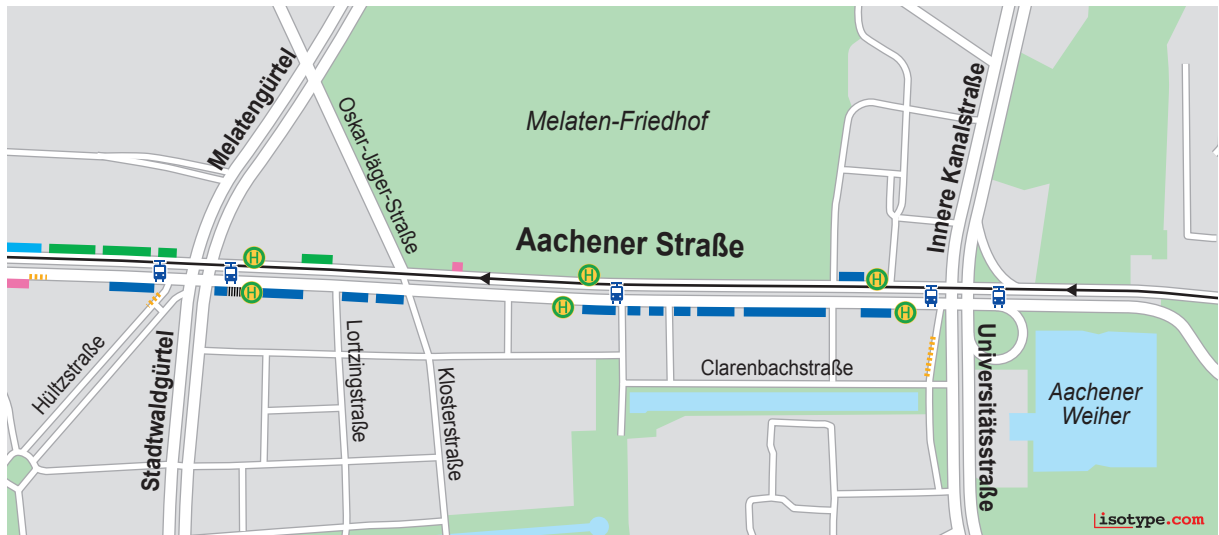 Melatengürtel
Oskar-Jäger-Straße
Melaten-Friedhof
Innere Kanalstraße
Aachener Straße
H
H
H
H
H
H
Hültzstraße
Stadtwaldgürtel
Lortzingstraße
Klosterstraße
Clarenbachstraße
Universitätsstraße
Aachener
Weiher
isotype.com